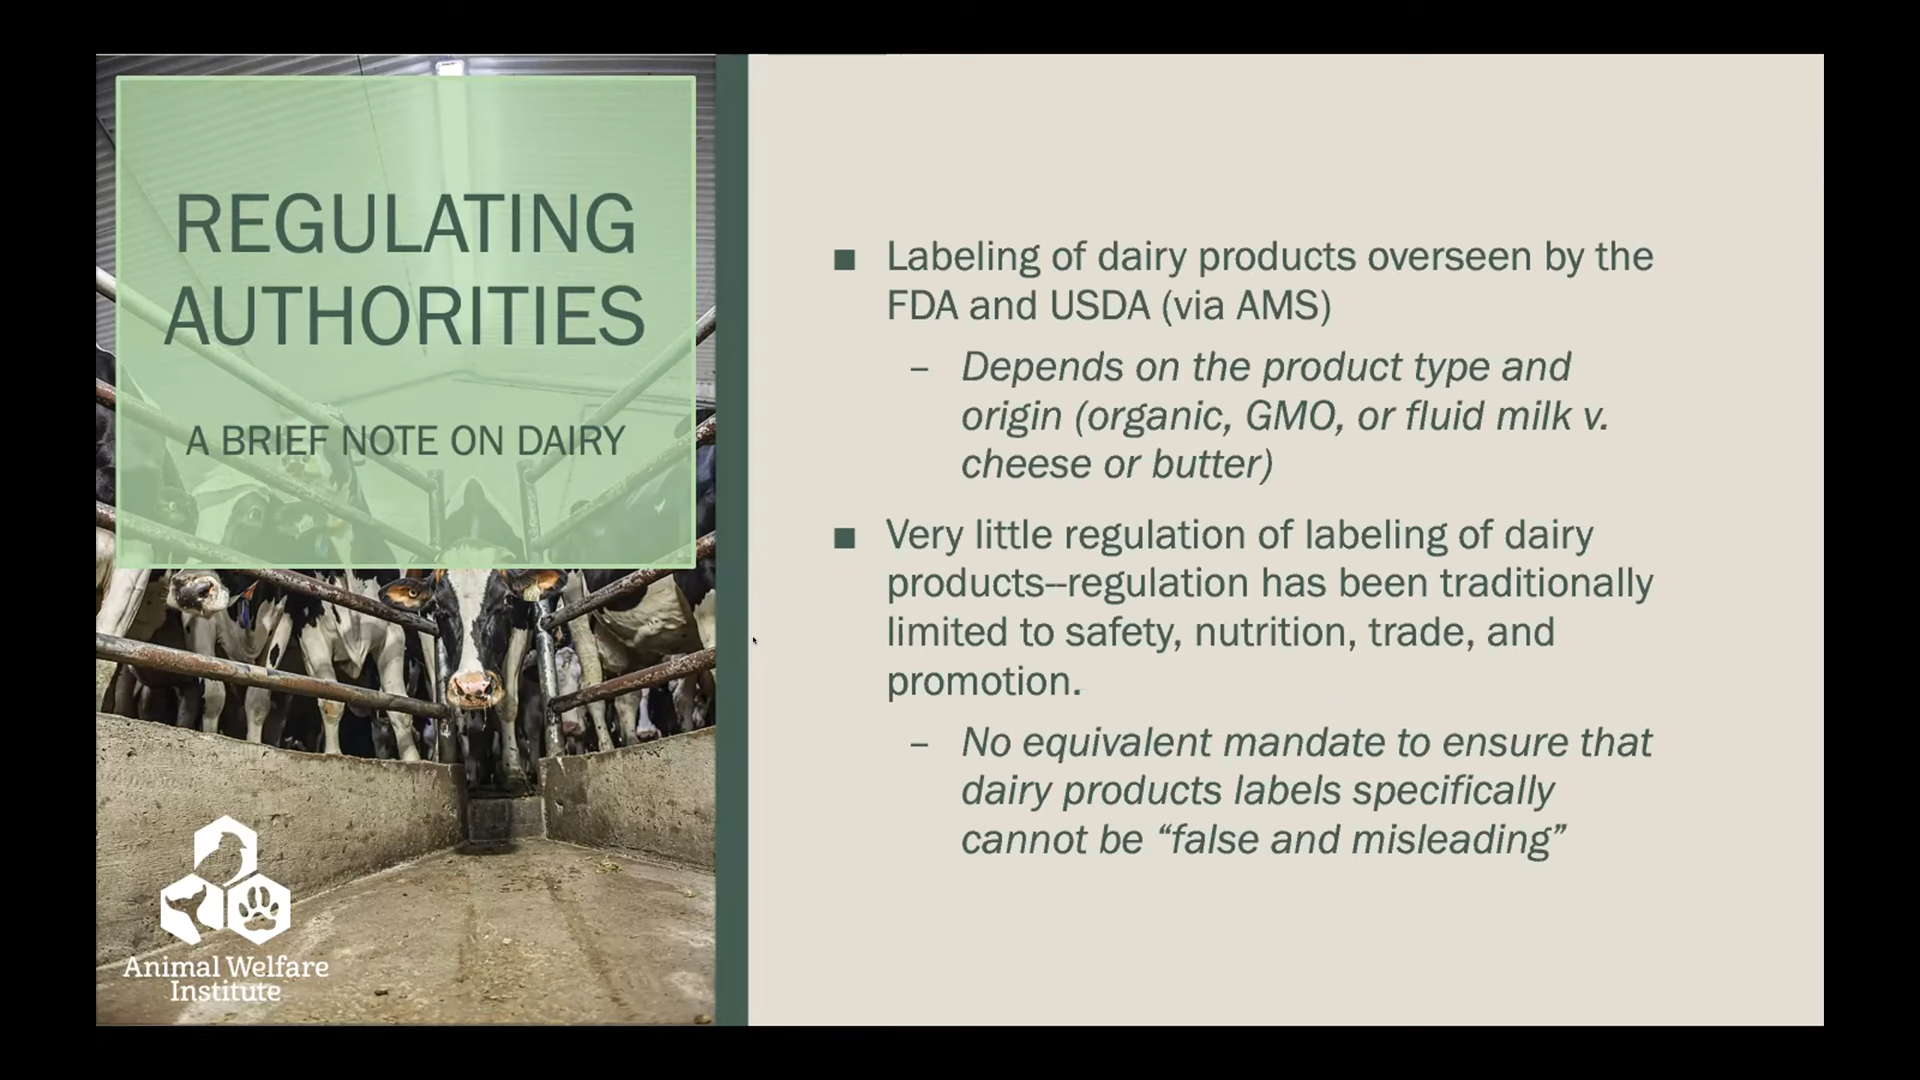 REGULATING
AUTHORITIES
A BRIEF NOTE ON DAIRY
Animal Welfare
Institute
■ Labeling of dairy products overseen by the
FDA and USDA (via AMS)
– Depends on the product type and
origin (organic, GMO, or fluid milk v.
cheese or butter)
■ Very little regulation of labeling of dairy
products--regulation has been traditionally
limited to safety, nutrition, trade, and
promotion.
– No equivalent mandate to ensure that
dairy products labels specifically
cannot be “false and misleading”